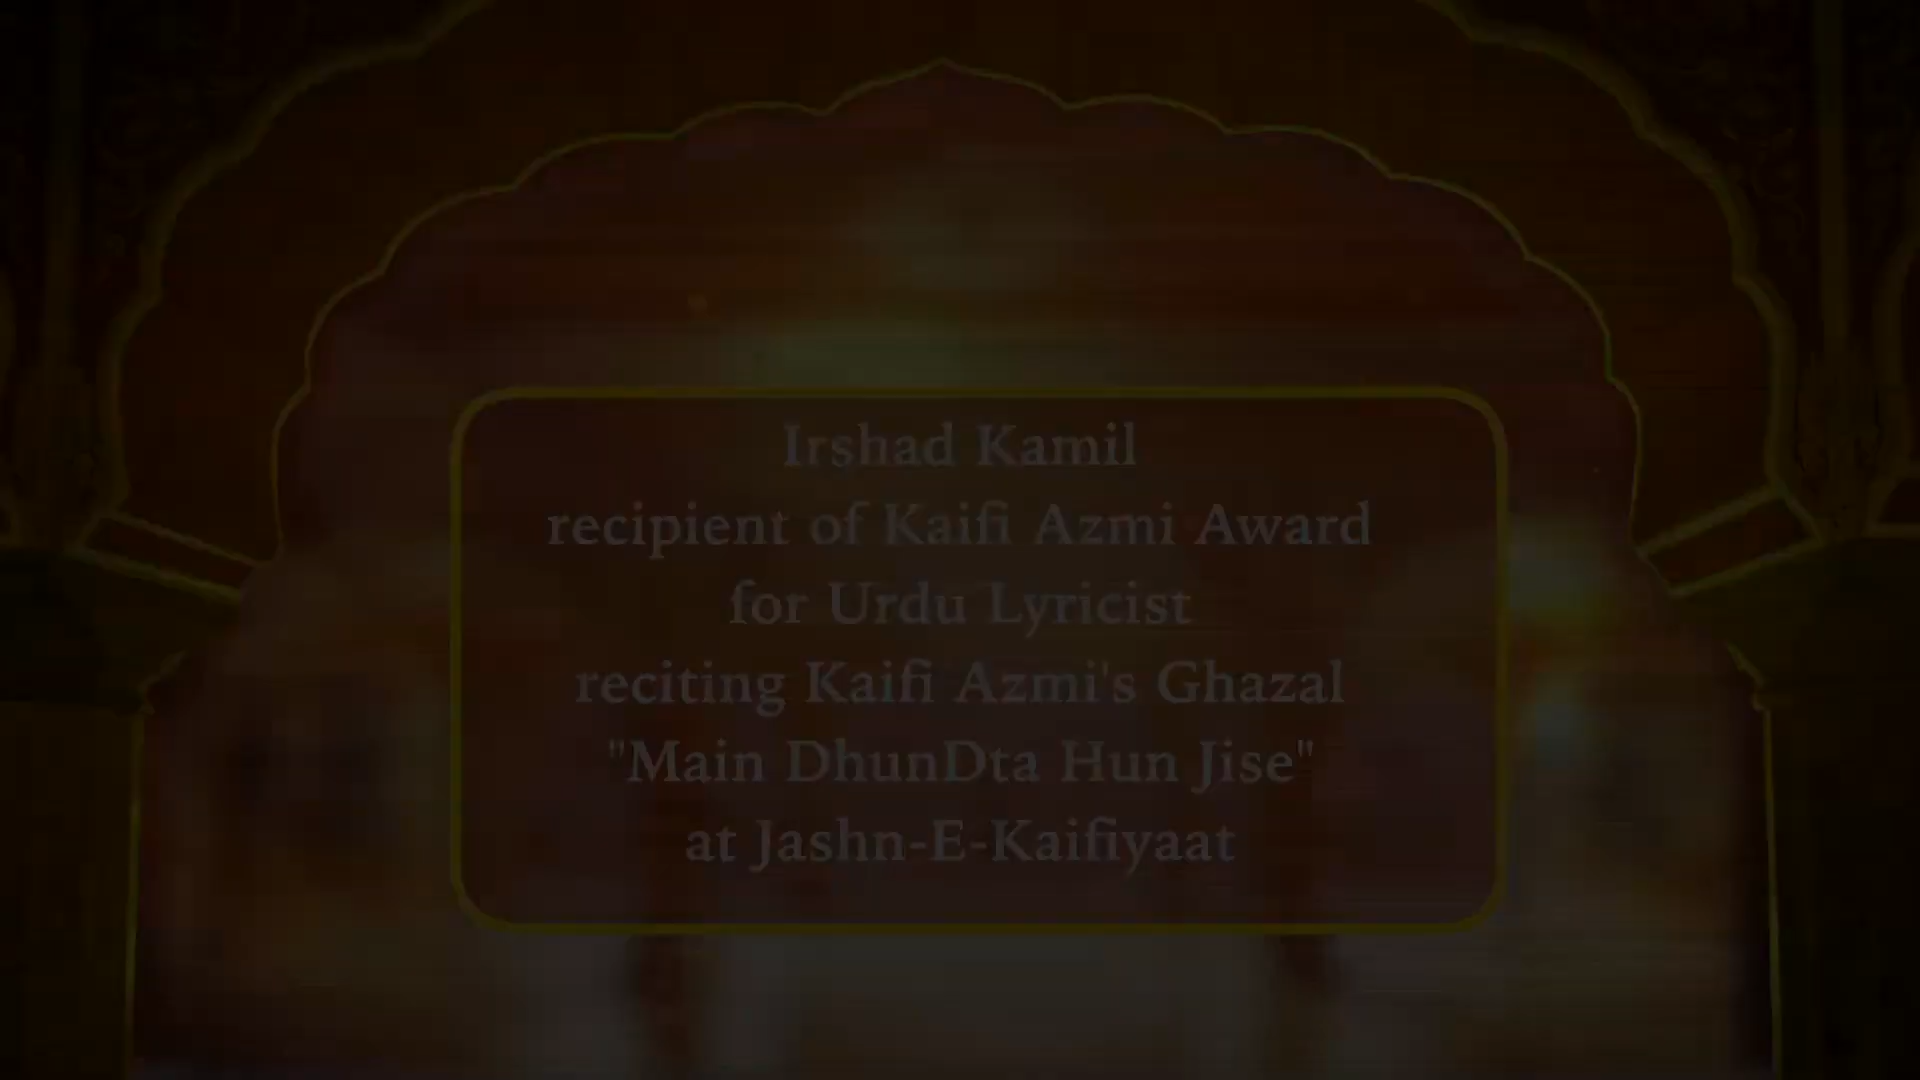 Irshad Kamil
recipient of Kaifi Azmi Award
for Urdu Lyricist
reciting Kaifi Azmi's Ghazal
"Main DhunDta Hun Jise"
at Jashn-E-Kaifiyaat